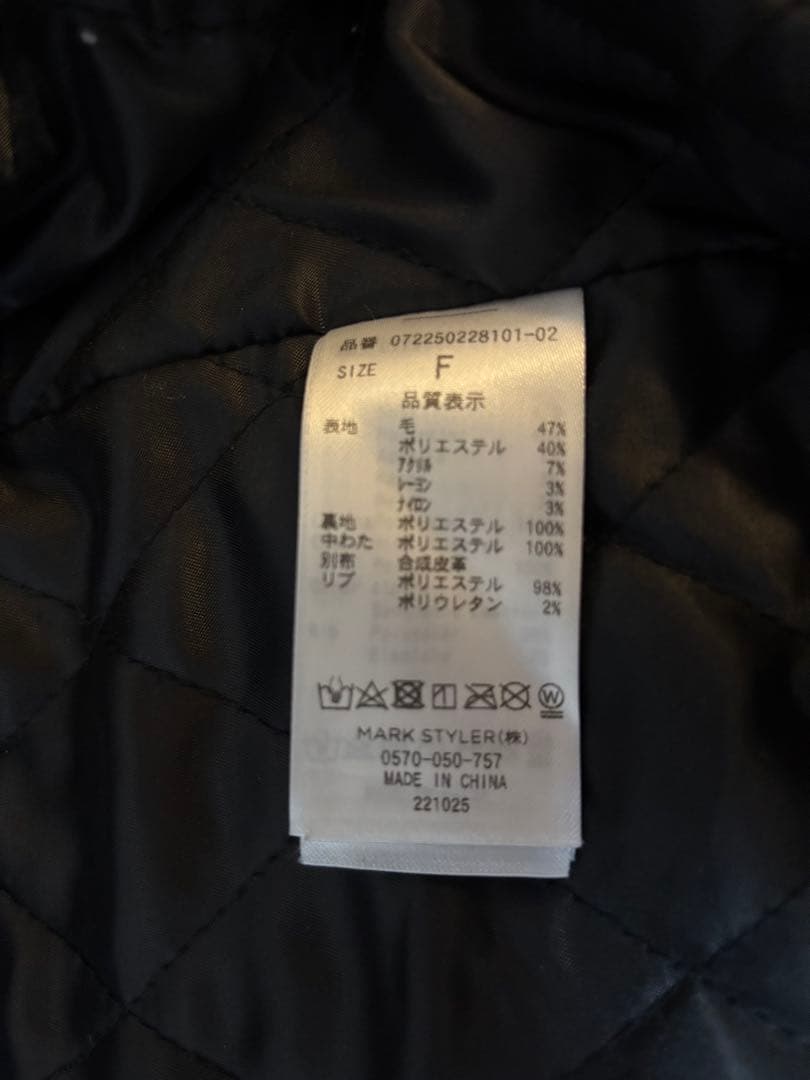 品番 072250228101-02
SIZE F
品質表示
表地 毛 47%
ポリエステル 40%
アクリル 7%
レーヨン 3%
ナイロン 3%
裏地 ポリエステル 100%
中わた ポリエステル 100%
別布 合成皮革
リブ ポリエステル 98%
ポリウレタン 2%
W
MARK STYLER(株)
0570-050-757
MADE IN CHINA
221025